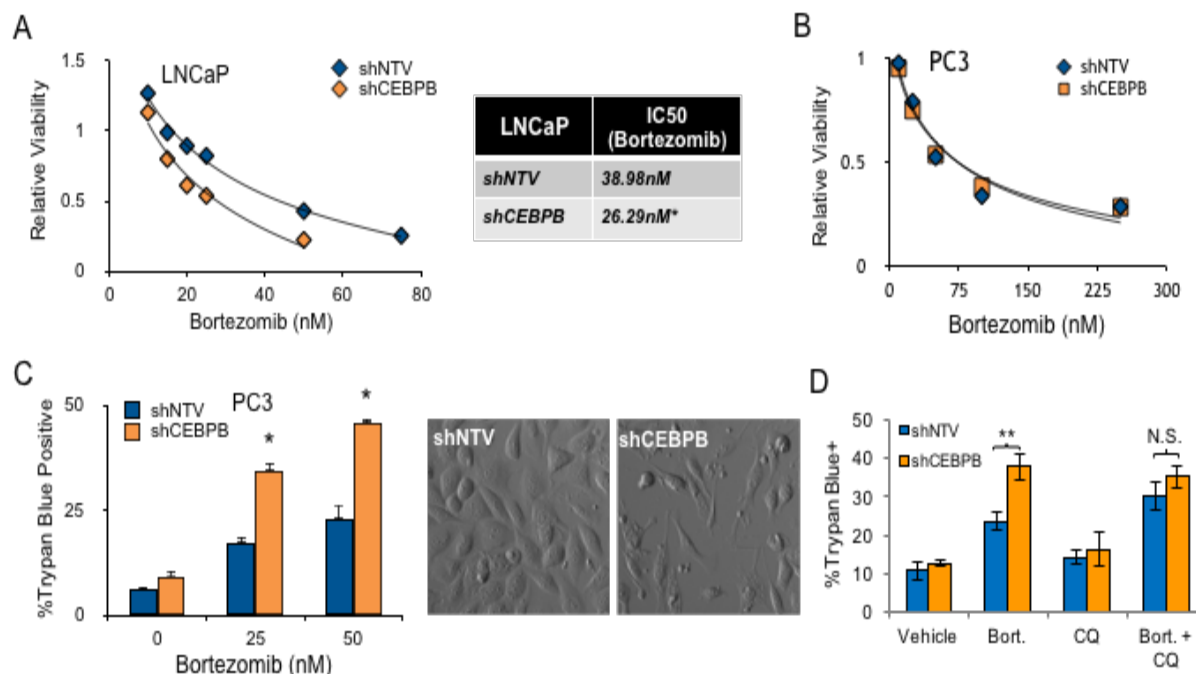 A
LNCaP
shNTV
shCEBPB
1.5
1
0.5
0
Relative Viability
0 20 40 60 80
Bortezomib (nM)
LNCaP IC50
(Bortezomib)
shNTV 38.98nM
shCEBPB 26.29nM*
B
PC3
shNTV
shCEBPB
1
0.5
0
Relative Viability
0 75 150 225 300
Bortezomib (nM)
C
PC3
shNTV
shCEBPB
50
25
0
%Trypan Blue Positive
*
*
0 25 50
Bortezomib (nM)
shNTV
shCEBPB
D
shNTV
shCEBPB
50
40
30
20
10
0
%Trypan Blue+
**
N.S.
Vehicle Bort. CQ Bort. +
CQ